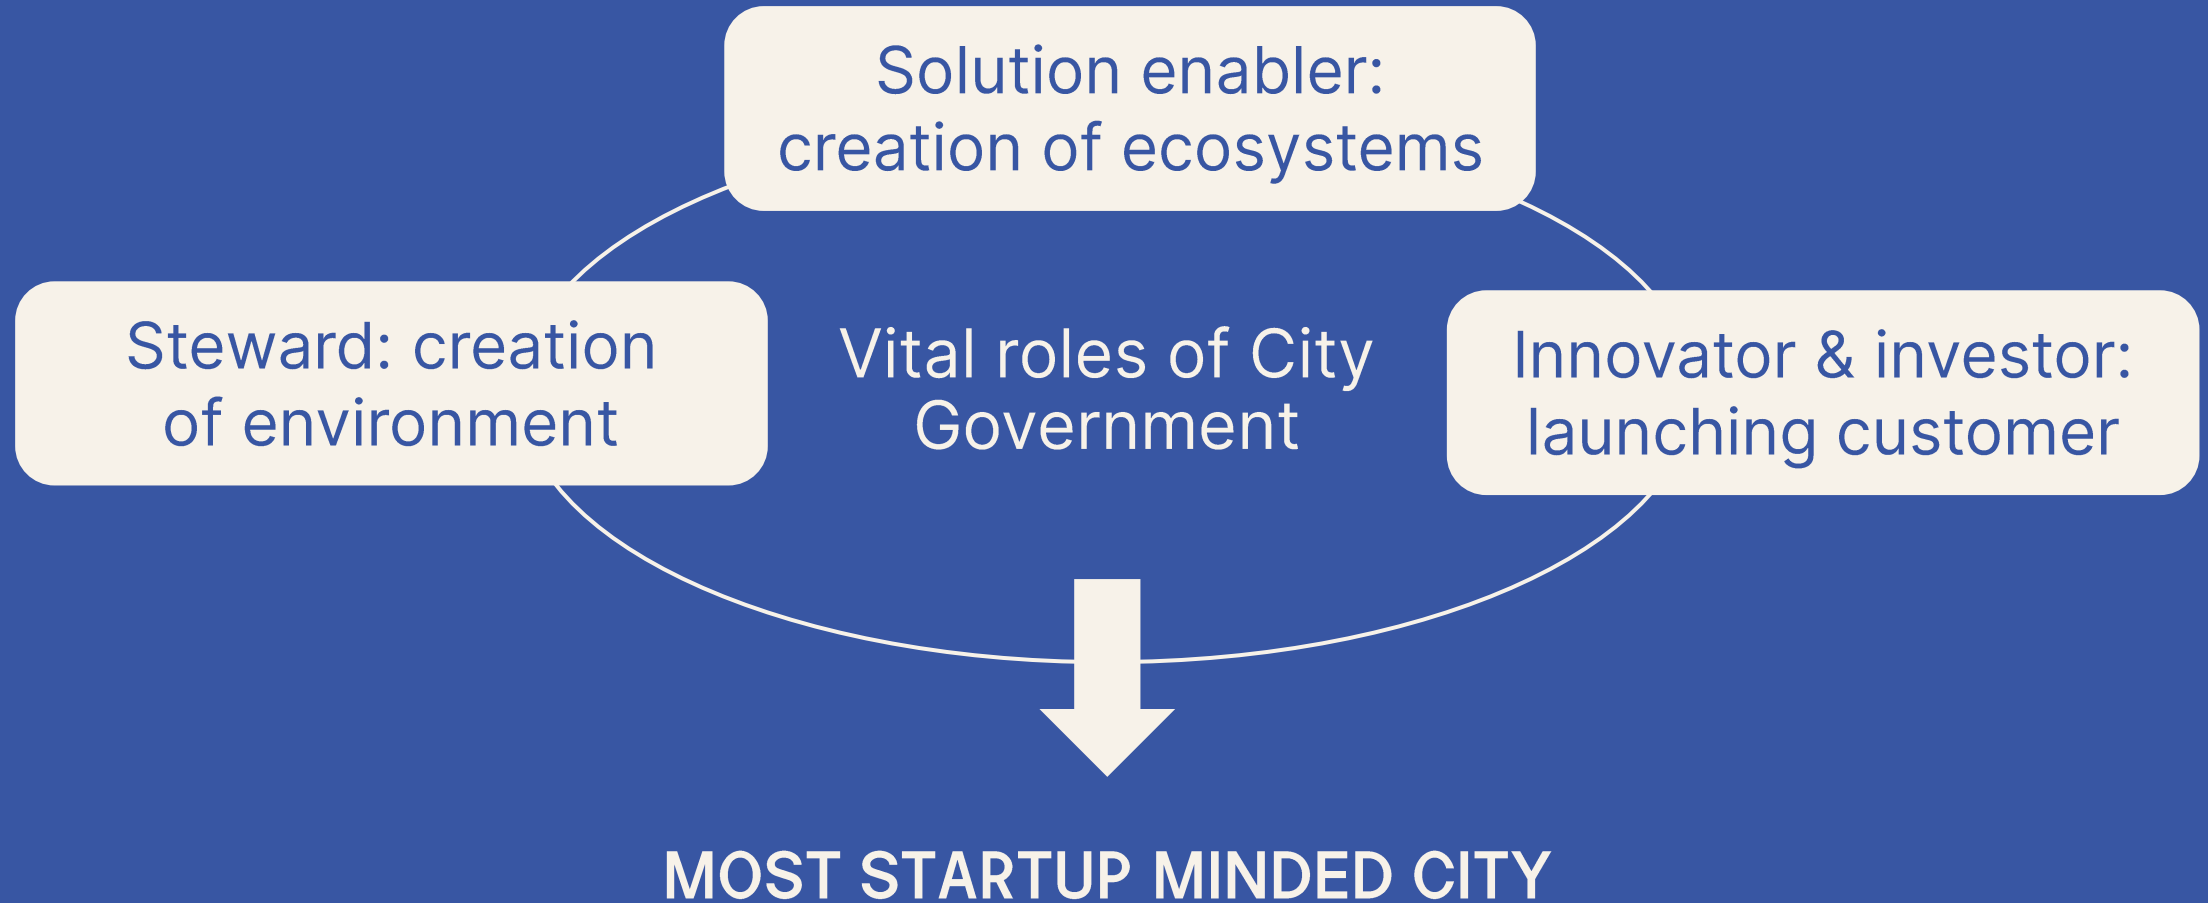 Solution enabler:
creation of ecosystems
Steward: creation
of environment
Vital roles of City
Government
Innovator & investor:
launching customer
MOST STARTUP MINDED CITY